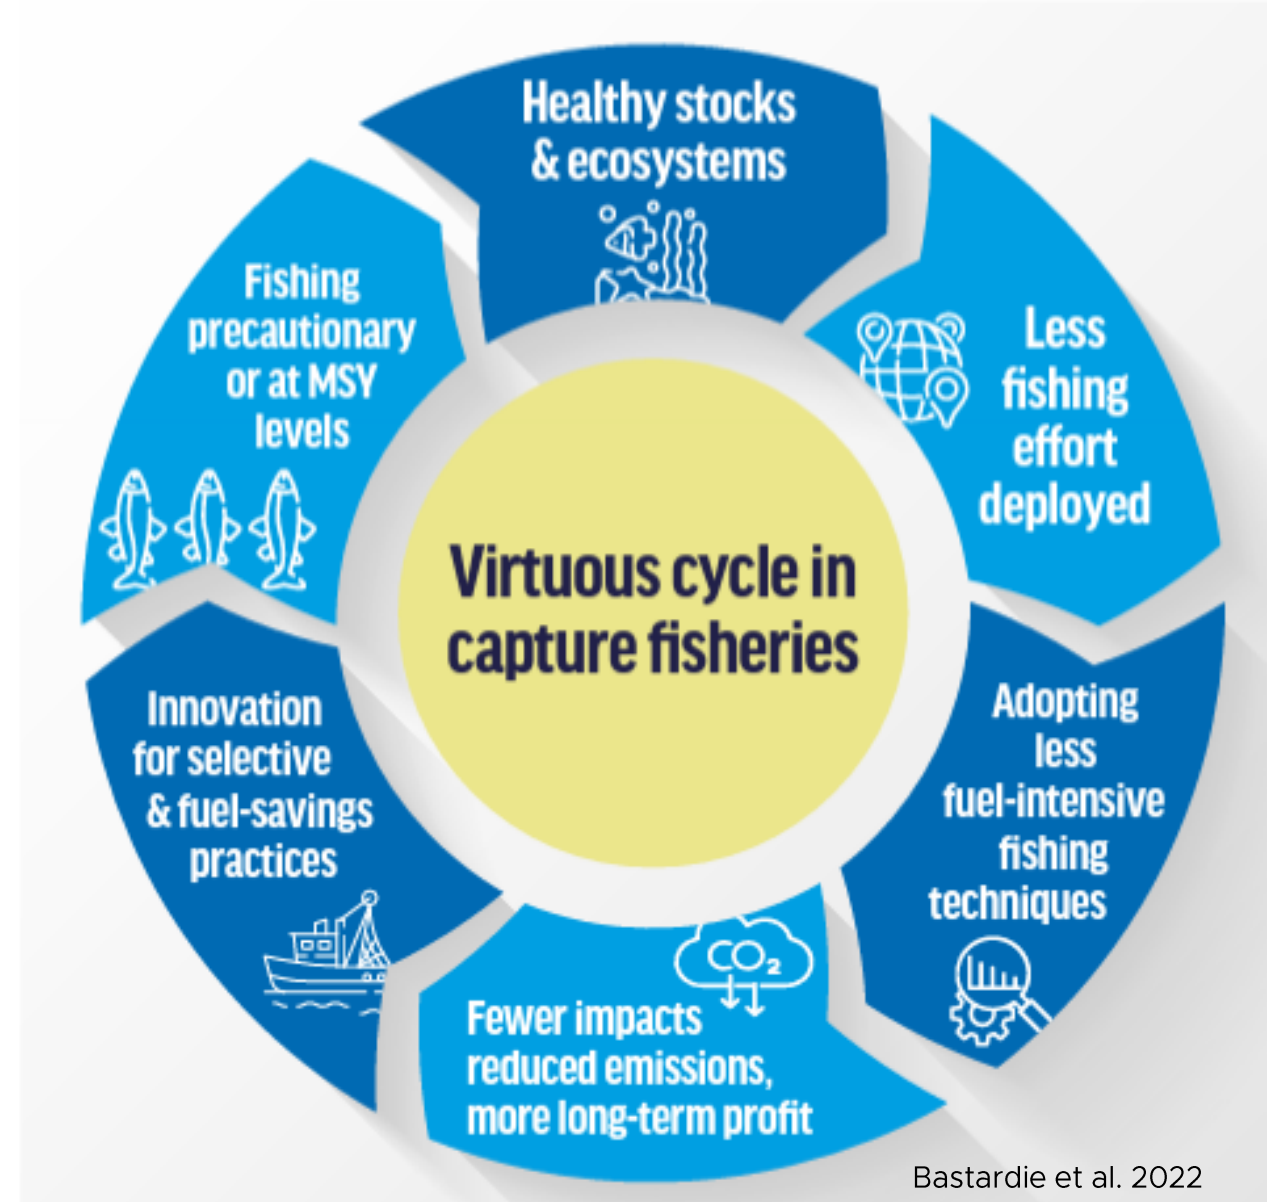 Healthy stocks
& ecosystems
Less
fishing
effort
deployed
Adopting
less
fuel-intensive
fishing
techniques
CO₂
Fewer impacts
reduced emissions,
more long-term profit
Innovation
for selective
& fuel-savings
practices
Fishing
precautionary
or at MSY
levels
Virtuous cycle in
capture fisheries
Bastardie et al. 2022